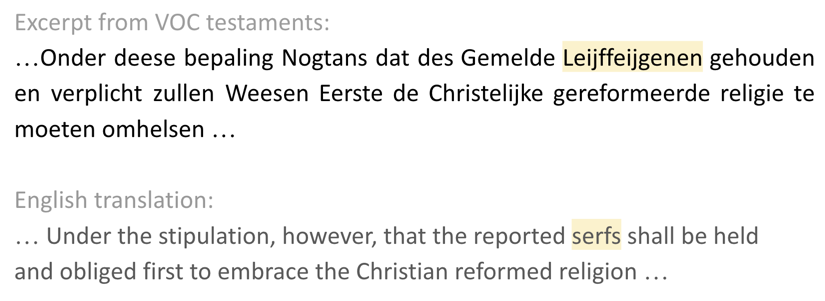 Excerpt from VOC testaments:
…Onder deese bepaling Nogtans dat des Gemelde Leijffeijgenen gehouden
en verplicht zullen Weesen Eerste de Christelijke gereformeerde religie te
moeten omhelsen …
English translation:
… Under the stipulation, however, that the reported serfs shall be held
and obliged first to embrace the Christian reformed religion …